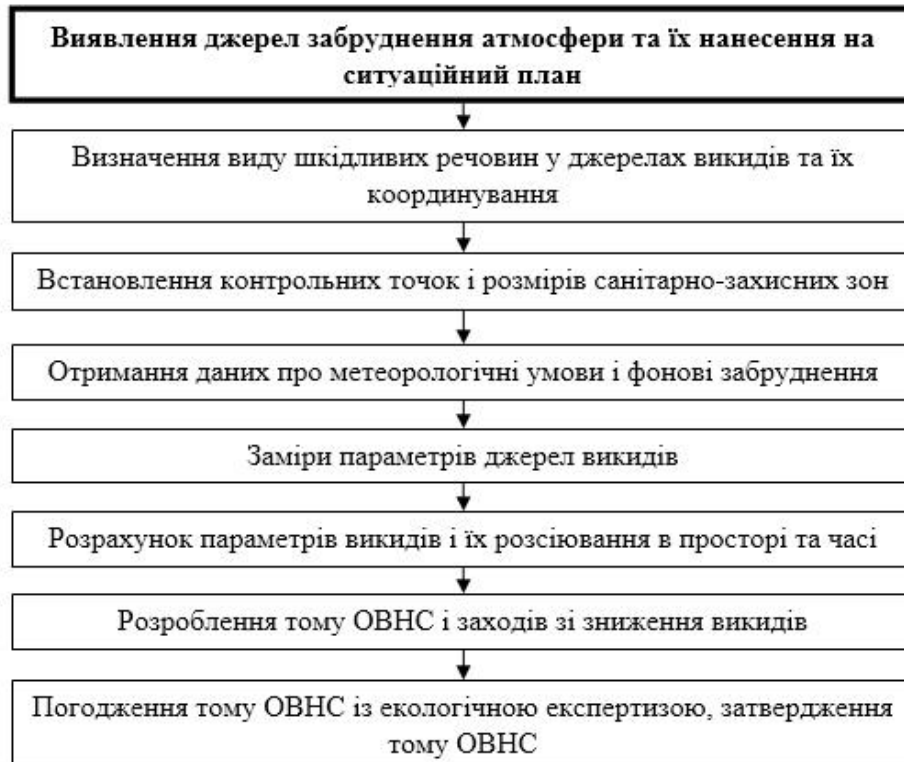 Виявлення джерел забруднення атмосфери та їх нанесення на
ситуаційний план
Визначення виду шкідливих речовин у джерелах викидів та їх
координування
Встановлення контрольних точок і розмірів санітарно-захисних зон
Отримання даних про метеорологічні умови і фонові забруднення
Заміри параметрів джерел викидів
Розрахунок параметрів викидів і їх розсіювання в просторі та часі
Розроблення тому ОВНС і заходів зі зниження викидів
Погодження тому ОВНС із екологічною експертизою, затвердження
тому ОВНС